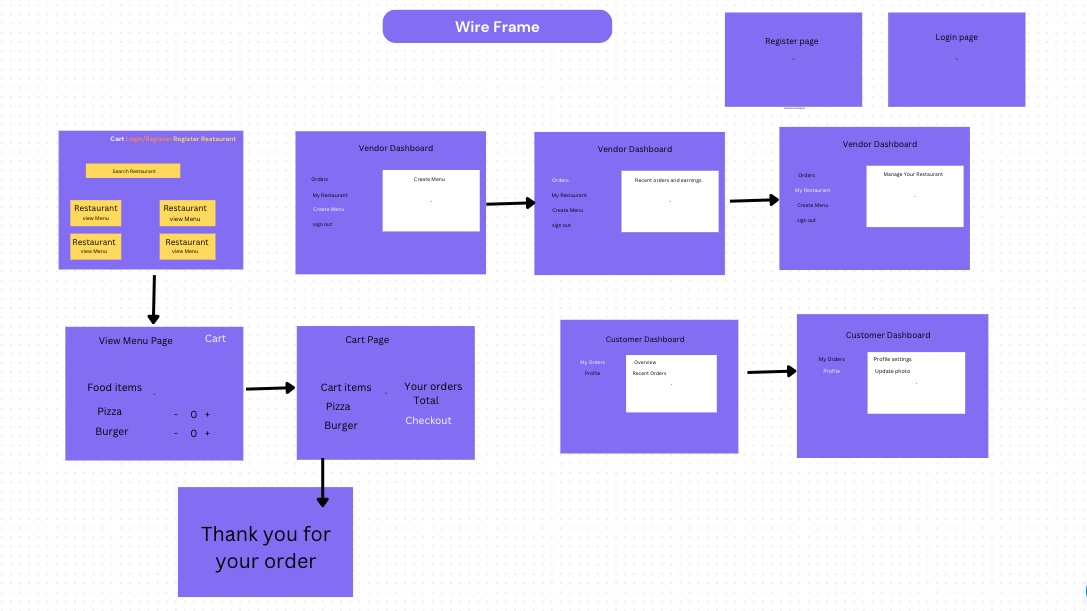 Wire Frame
Register page
Login page
Cart Login/Register Register Restaurant
Search Restaurant
Restaurant
view Menu
Restaurant
view Menu
Restaurant
view Menu
Restaurant
view Menu
Vendor Dashboard
Orders
My Restaurant
Create Menu
sign out
Create Menu
Vendor Dashboard
Orders
My Restaurant
Create Menu
sign out
Recent orders and earnings
Vendor Dashboard
Orders
My Restaurant
Create Menu
sign out
Manage Your Restaurant
View Menu Page
Cart
Food items
Pizza
- 0 +
Burger
- 0 +
Cart Page
Cart items
Pizza
Burger
Your orders
Total
Checkout
Customer Dashboard
My Orders
Profile
Overview
Recent Orders
Customer Dashboard
My Orders
Profile
Profile settings
Update photo
Thank you for
your order